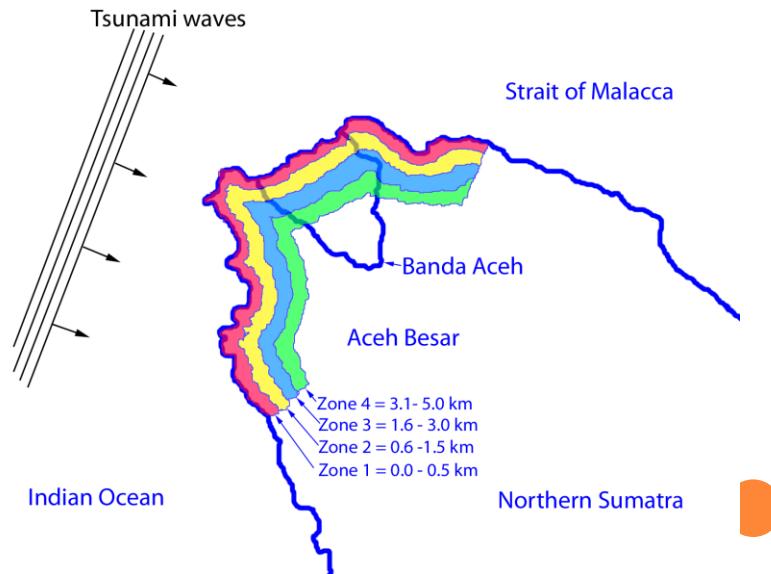 Tsunami waves
Strait of Malacca
Banda Aceh
Aceh Besar
Zone 4 = 3.1- 5.0 km
Zone 3 = 1.6 - 3.0 km
Zone 2 = 0.6 -1.5 km
Zone 1 = 0.0 - 0.5 km
Indian Ocean
Northern Sumatra